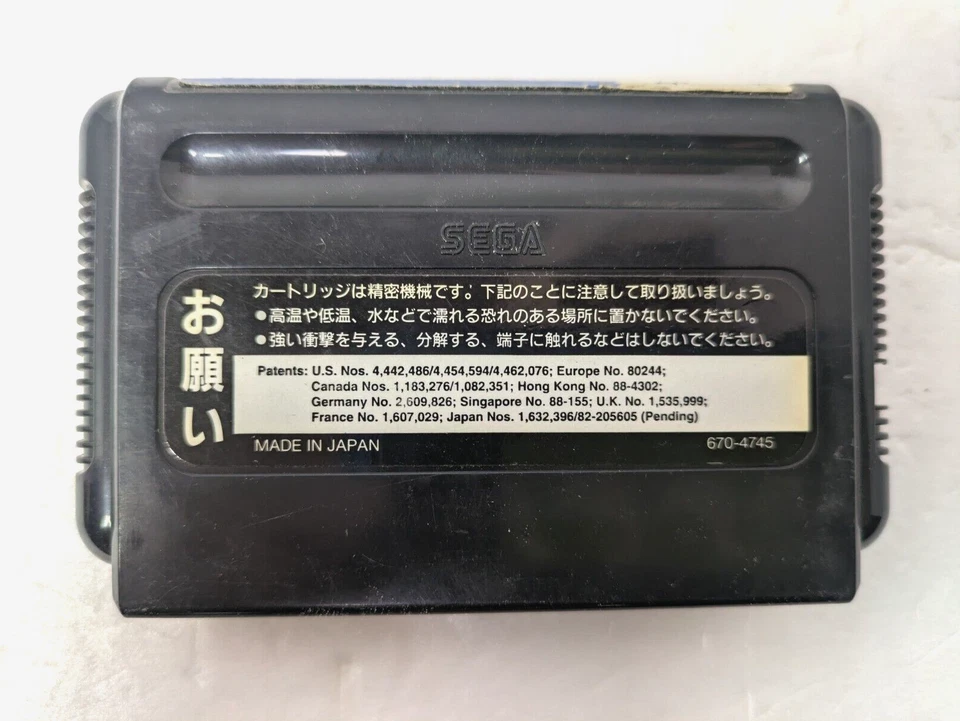 SEGA
お願い
カートリッジは精密機械です。下記のことに注意して取り扱いましょう。
●高温や低温、水などで濡れる恐れのある場所に置かないでください。
●強い衝撃を与える、分解する、端子に触れるなどはしないでください。
Patents: U.S. Nos. 4,442,486/4,454,594/4,462,076; Europe No. 80244;
Canada Nos. 1,183,276/1,082,351; Hong Kong No. 88-4302;
Germany No. 2,609,826; Singapore No. 88-155; U.K. No. 1,535,999;
France No. 1,607,029; Japan Nos. 1,632,396/82-205605 (Pending)
MADE IN JAPAN
670-4745